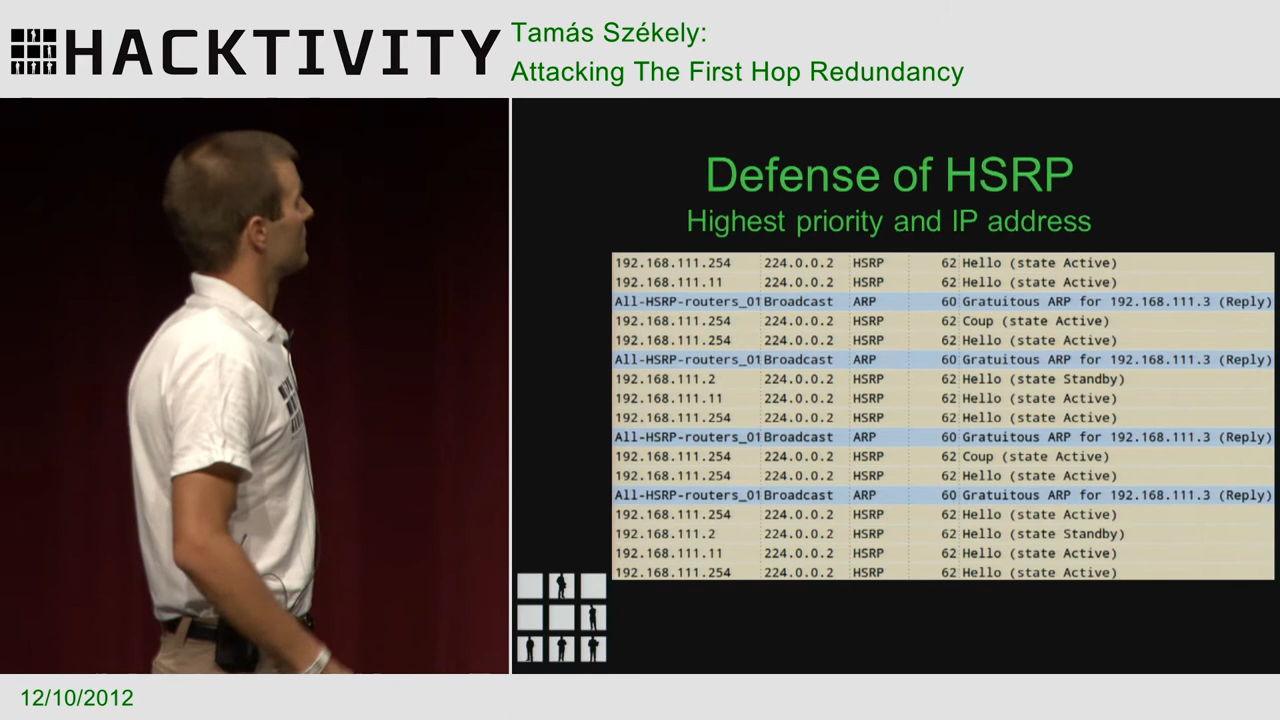 HACKTIVITY
Tamás Székely:
Attacking The First Hop Redundancy
Defense of HSRP
Highest priority and IP address
192.168.111.254 224.0.0.2 HSRP 62 Hello (state Active)
192.168.111.11 224.0.0.2 HSRP 62 Hello (state Active)
All-HSRP-routers_01 Broadcast ARP 60 Gratuitous ARP for 192.168.111.3 (Reply)
192.168.111.254 224.0.0.2 HSRP 62 Coup (state Active)
192.168.111.254 224.0.0.2 HSRP 62 Hello (state Active)
All-HSRP-routers_01 Broadcast ARP 60 Gratuitous ARP for 192.168.111.3 (Reply)
192.168.111.2 224.0.0.2 HSRP 62 Hello (state Standby)
192.168.111.11 224.0.0.2 HSRP 62 Hello (state Active)
192.168.111.254 224.0.0.2 HSRP 62 Hello (state Active)
All-HSRP-routers_01 Broadcast ARP 60 Gratuitous ARP for 192.168.111.3 (Reply)
192.168.111.254 224.0.0.2 HSRP 62 Coup (state Active)
192.168.111.254 224.0.0.2 HSRP 62 Hello (state Active)
All-HSRP-routers_01 Broadcast ARP 60 Gratuitous ARP for 192.168.111.3 (Reply)
192.168.111.254 224.0.0.2 HSRP 62 Hello (state Active)
192.168.111.2 224.0.0.2 HSRP 62 Hello (state Standby)
192.168.111.11 224.0.0.2 HSRP 62 Hello (state Active)
192.168.111.254 224.0.0.2 HSRP 62 Hello (state Active)
12/10/2012